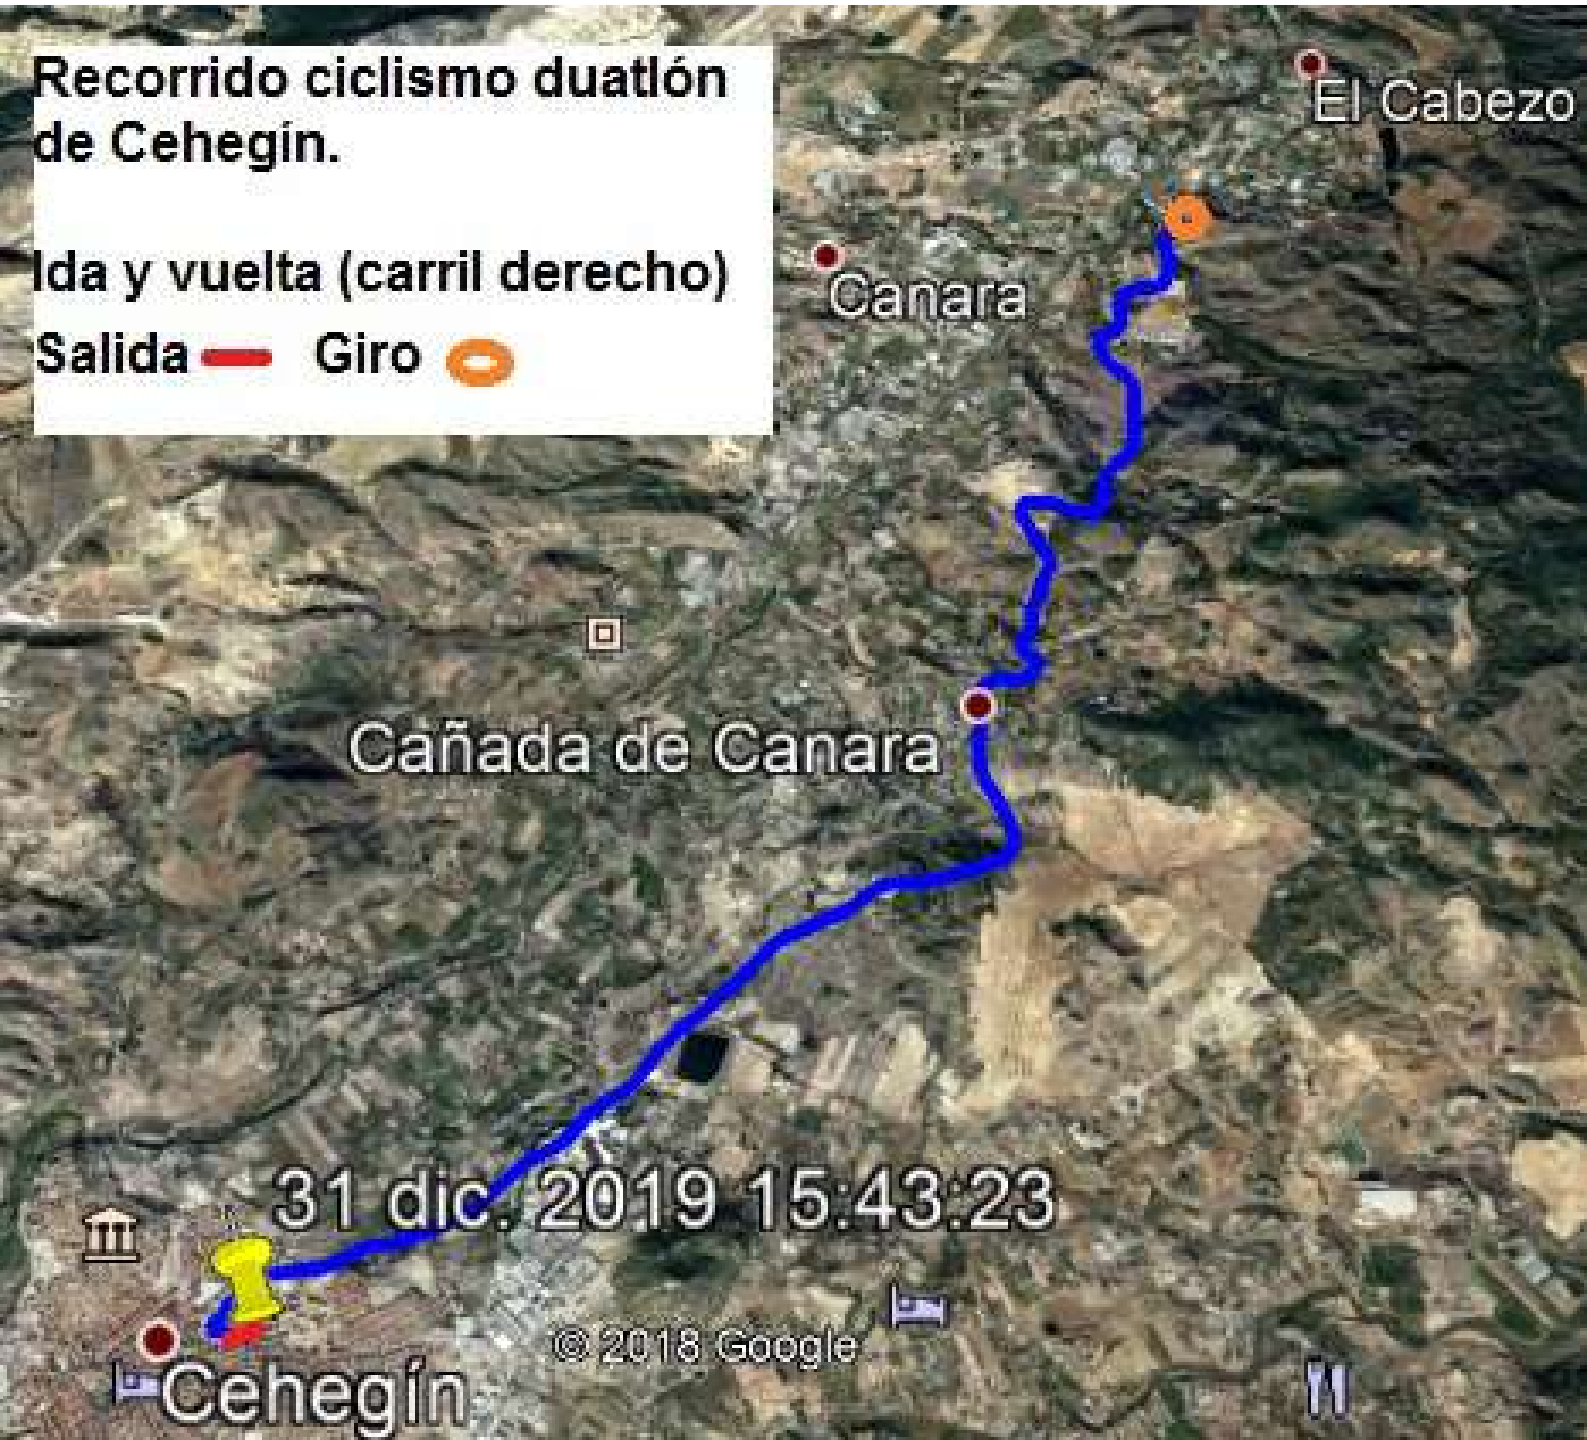 Recorrido ciclismo duatlón
de Cehegín.
Ida y vuelta (carril derecho)
Salida Giro
El Cabezo
Canara
Cañada de Canara
31 dic. 2019 15:43:23
© 2018 Google
Cehegín